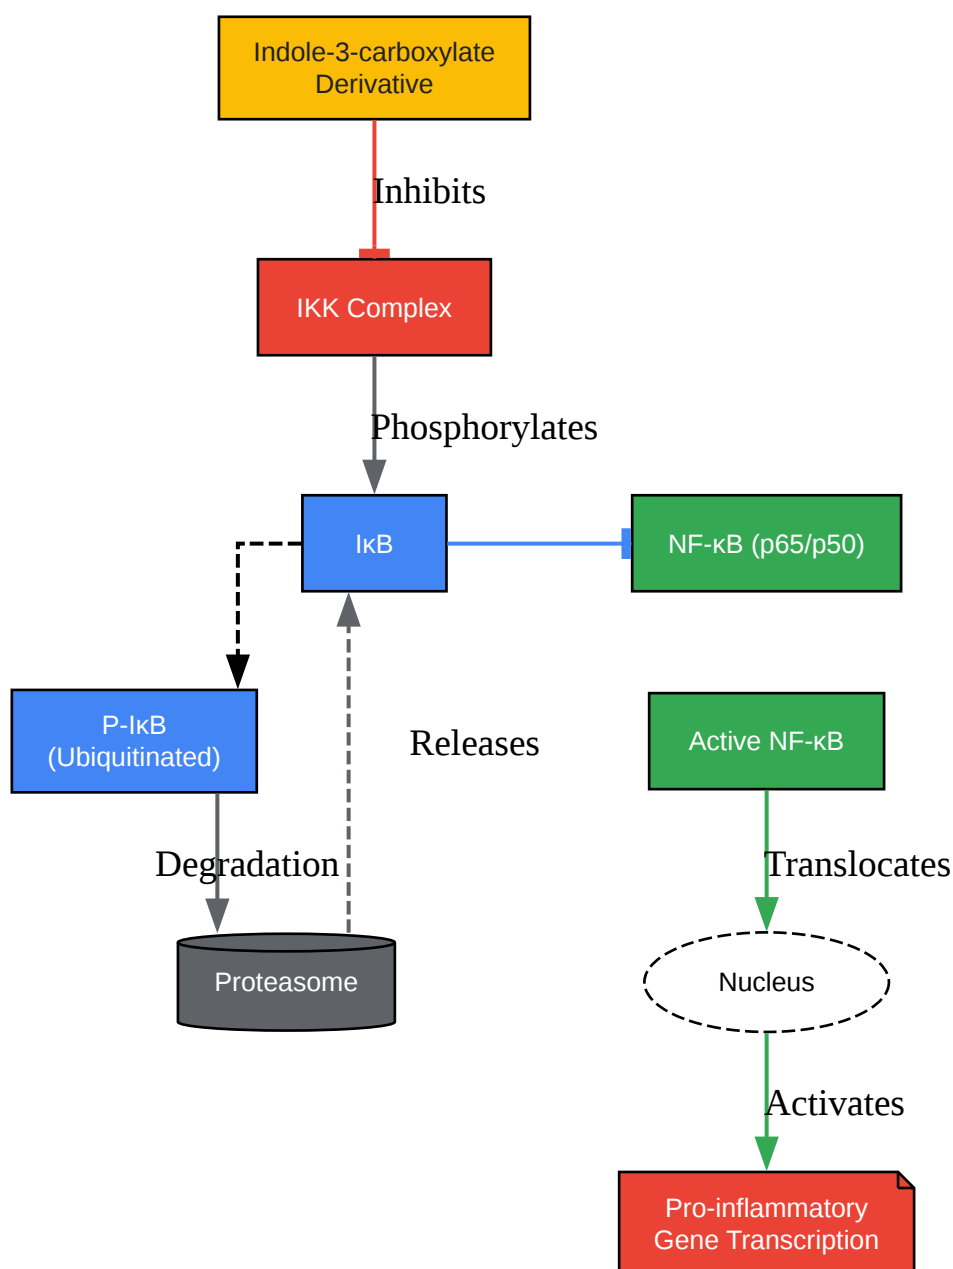 Indole-3-carboxylate
Derivative
Inhibits
IKK Complex
Phosphorylates
IκB
NF-κB (p65/p50)
P-IκB
(Ubiquitinated)
Releases
Active NF-κB
Degradation
Translocates
Proteasome
Nucleus
Activates
Pro-inflammatory
Gene Transcription